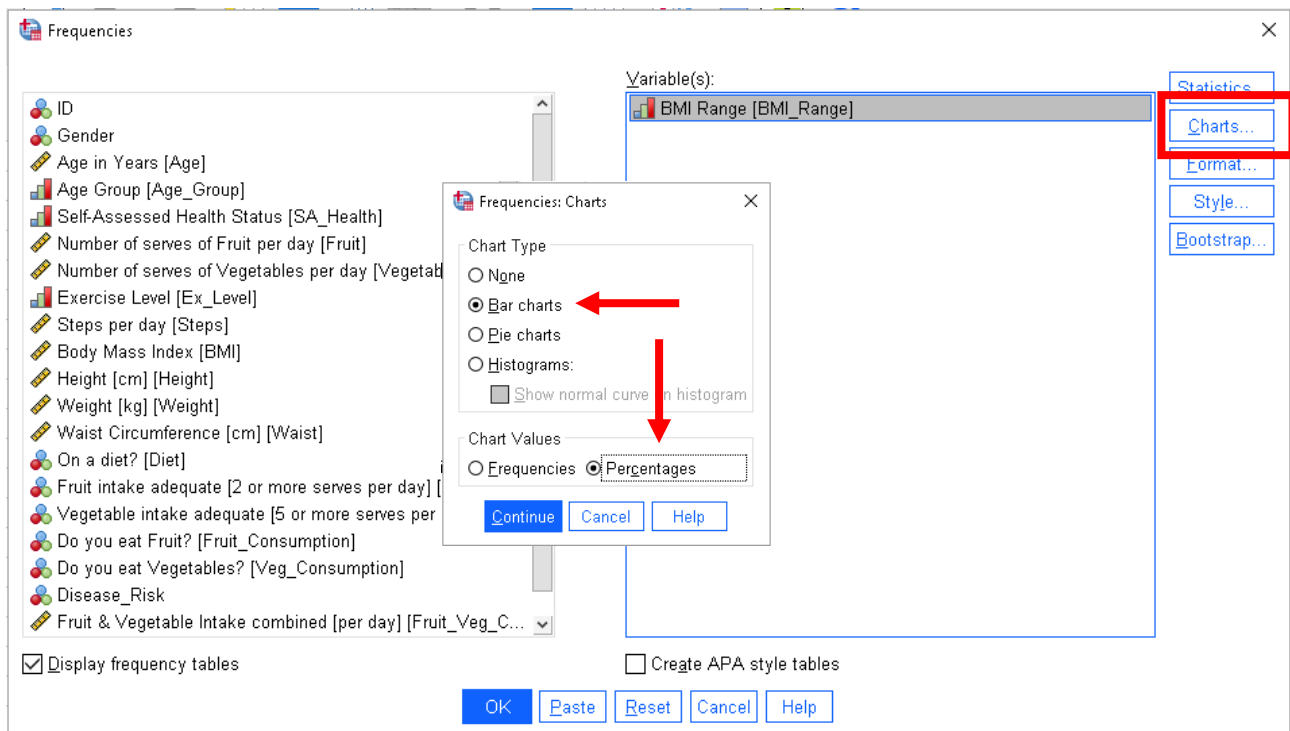 Frequencies
Variable(s):
ID
Gender
Age in Years [Age]
Age Group [Age_Group]
Self-Assessed Health Status [SA_Health]
Number of serves of Fruit per day [Fruit]
Number of serves of Vegetables per day [Vegetab
Exercise Level [Ex_Level]
Steps per day [Steps]
Body Mass Index [BMI]
Height [cm] [Height]
Weight [kg] [Weight]
Waist Circumference [cm] [Waist]
On a diet? [Diet]
Fruit intake adequate [2 or more serves per day] [
Vegetable intake adequate [5 or more serves per
Do you eat Fruit? [Fruit_Consumption]
Do you eat Vegetables? [Veg_Consumption]
Disease_Risk
Fruit & Vegetable Intake combined [per day] [Fruit_Veg_C...
BMI Range [BMI_Range]
Statistics...
Charts...
Format...
Style...
Bootstrap...
Frequencies: Charts
Chart Type
None
Bar charts
Pie charts
Histograms:
Show normal curve on histogram
Chart Values
Frequencies Percentages
Continue Cancel Help
Display frequency tables
Create APA style tables
OK Paste Reset Cancel Help